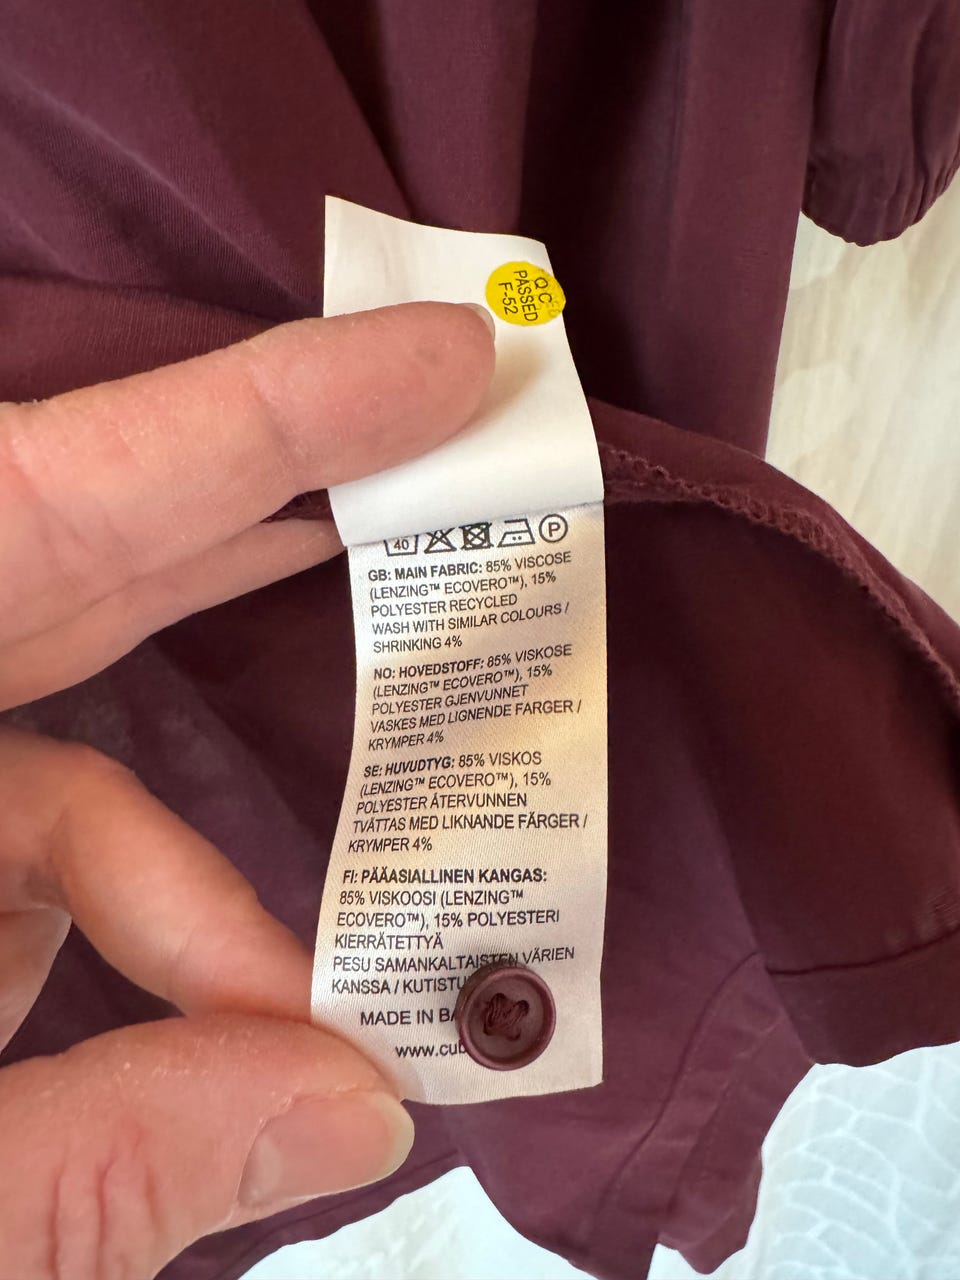 QC
PASSED
F-52
40 P
GB: MAIN FABRIC: 85% VISCOSE
(LENZING™ ECOVERO™), 15%
POLYESTER RECYCLED
WASH WITH SIMILAR COLOURS /
SHRINKING 4%
NO: HOVEDSTOFF: 85% VISKOSE
(LENZING™ ECOVERO™), 15%
POLYESTER GJENVUNNET
VASKES MED LIGNENDE FARGER /
KRYMPER 4%
SE: HUVUDTYG: 85% VISKOS
(LENZING™ ECOVERO™), 15%
POLYESTER ÅTERVUNNEN
TVÄTTAS MED LIKNANDE FÄRGER /
KRYMPER 4%
FI: PÄÄASIALLINEN KANGAS:
85% VISKOOSI (LENZING™
ECOVERO™), 15% POLYESTERI
KIERRÄTETTYÄ
PESU SAMANKALTAISTEN VÄRIEN
KANSSA /
MADE IN